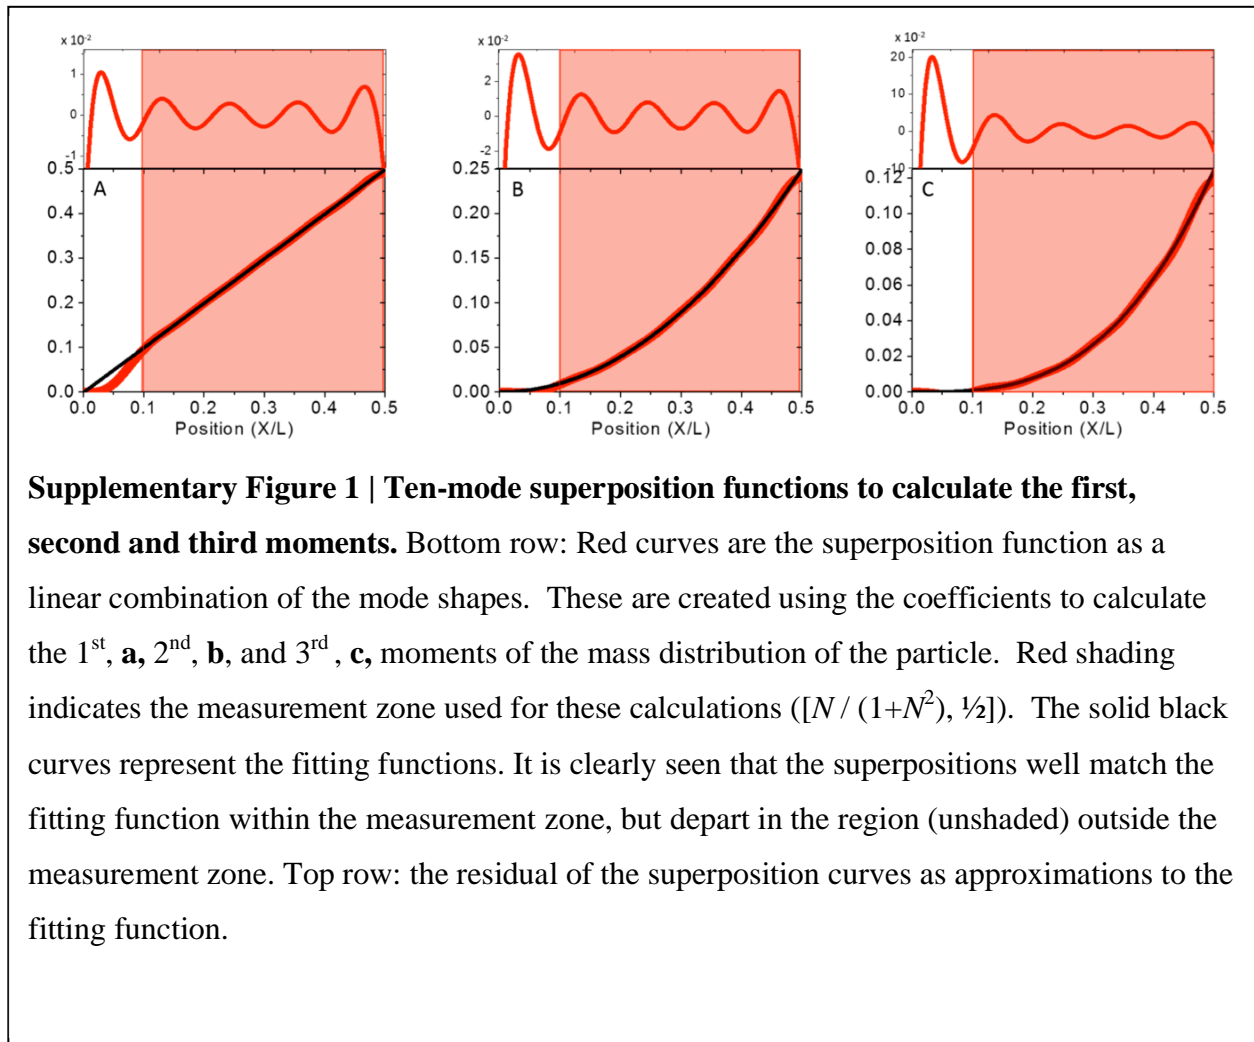 x 10⁻² x 10⁻² x 10⁻²
1
0
-1
2
0
-2
20
10
0
-10
A
0.5
0.4
0.3
0.2
0.1
0.0
B
0.25
0.20
0.15
0.10
0.05
0.00
C
0.12
0.10
0.08
0.06
0.04
0.02
0.00
0.0 0.1 0.2 0.3 0.4 0.5
0.0 0.1 0.2 0.3 0.4 0.5
0.0 0.1 0.2 0.3 0.4 0.5
Position (X/L) Position (X/L) Position (X/L)
Supplementary Figure 1 | Ten-mode superposition functions to calculate the first,
second and third moments. Bottom row: Red curves are the superposition function as a
linear combination of the mode shapes. These are created using the coefficients to calculate
the 1st, a, 2nd, b, and 3rd , c, moments of the mass distribution of the particle. Red shading
indicates the measurement zone used for these calculations ([N / (1+N²), ½]). The solid black
curves represent the fitting functions. It is clearly seen that the superpositions well match the
fitting function within the measurement zone, but depart in the region (unshaded) outside the
measurement zone. Top row: the residual of the superposition curves as approximations to the
fitting function.